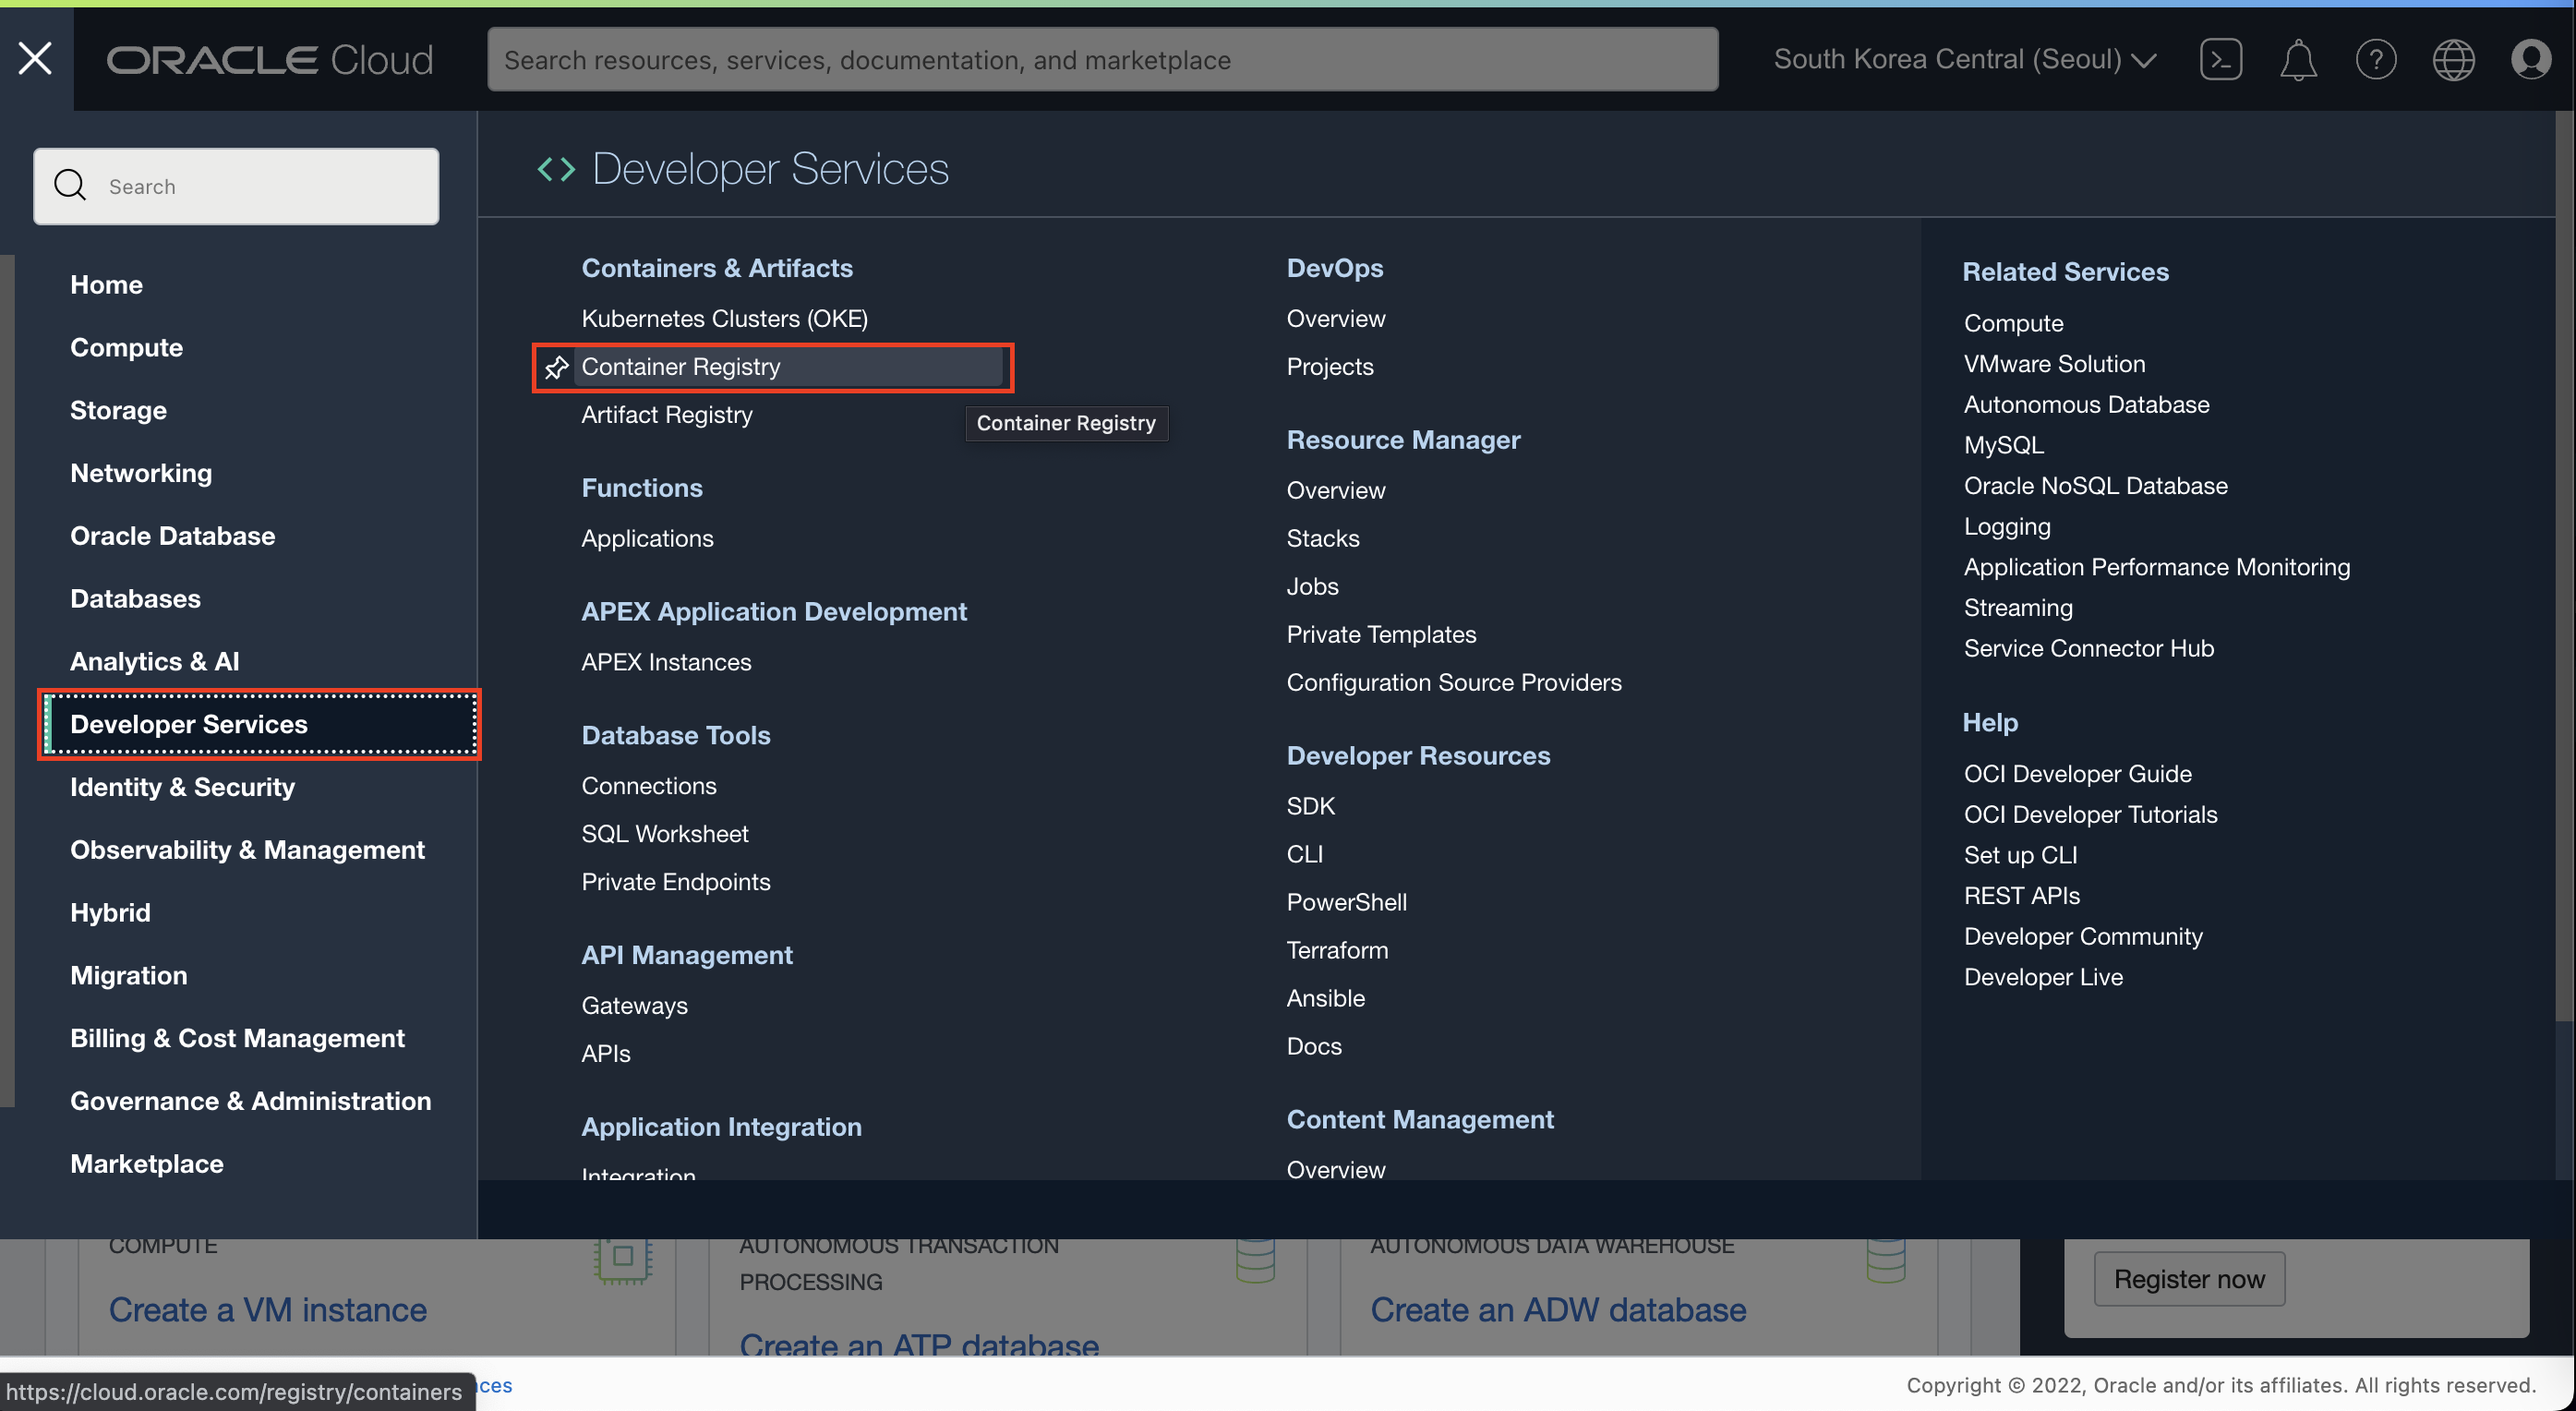 ORACLE Cloud
Search resources, services, documentation, and marketplace
South Korea Central (Seoul)
Search
Home
Compute
Storage
Networking
Oracle Database
Databases
Analytics & AI
Developer Services
Identity & Security
Observability & Management
Hybrid
Migration
Billing & Cost Management
Governance & Administration
Marketplace
Developer Services
Containers & Artifacts
Kubernetes Clusters (OKE)
Container Registry
Artifact Registry
Container Registry
Functions
Applications
APEX Application Development
APEX Instances
Database Tools
Connections
SQL Worksheet
Private Endpoints
API Management
Gateways
APIs
Application Integration
Integration
DevOps
Overview
Projects
Resource Manager
Overview
Stacks
Jobs
Private Templates
Configuration Source Providers
Developer Resources
SDK
CLI
PowerShell
Terraform
Ansible
Docs
Content Management
Overview
Related Services
Compute
VMware Solution
Autonomous Database
MySQL
Oracle NoSQL Database
Logging
Application Performance Monitoring
Streaming
Service Connector Hub
Help
OCI Developer Guide
OCI Developer Tutorials
Set up CLI
REST APIs
Developer Community
Developer Live
COMPUTE
Create a VM instance
AUTONOMOUS TRANSACTION
PROCESSING
Create an ATP database
AUTONOMOUS DATA WAREHOUSE
Create an ADW database
Register now
https://cloud.oracle.com/registry/containers
Copyright © 2022, Oracle and/or its affiliates. All rights reserved.